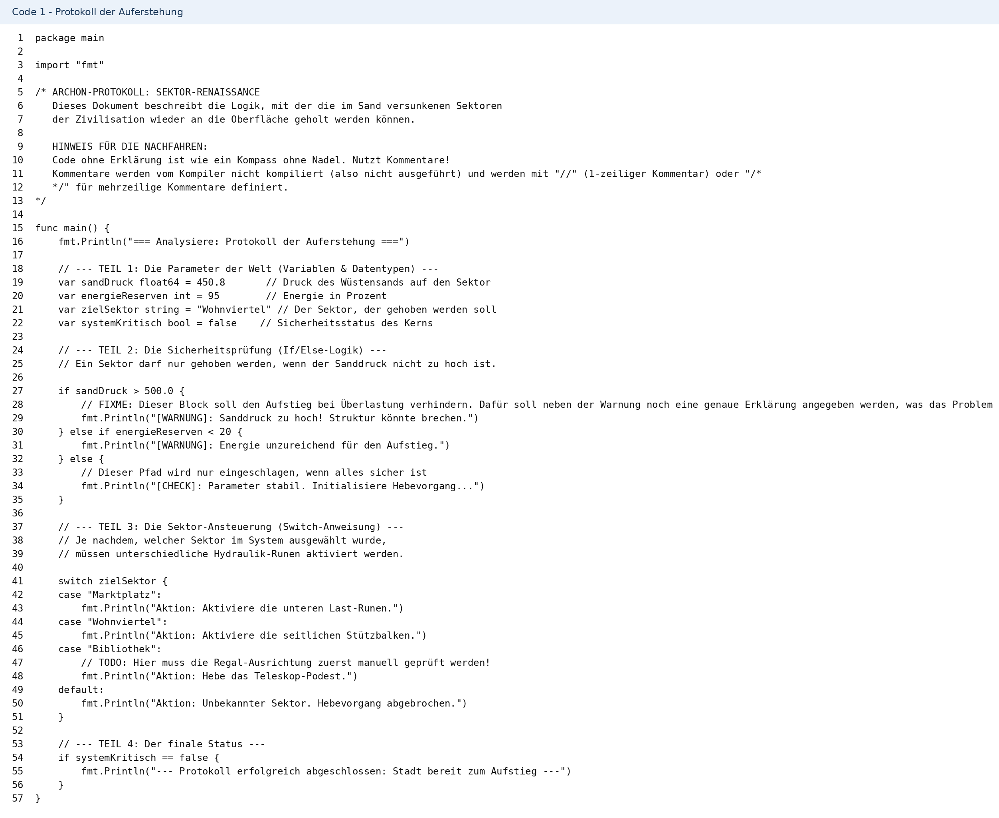 Code 1 - Protokoll der Auferstehung
1 package main
2
3 import "fmt"
4
5 /* ARCHON-PROTOKOLL: SEKTOR-RENAISSANCE
6    Dieses Dokument beschreibt die Logik, mit der die im Sand versunkenen Sektoren
7    der Zivilisation wieder an die Oberfläche geholt werden können.
8
9    HINWEIS FÜR DIE NACHFAHREN:
10    Code ohne Erklärung ist wie ein Kompass ohne Nadel. Nutzt Kommentare!
11    Kommentare werden vom Kompiler nicht kompiliert (also nicht ausgeführt) und werden mit "//" (1-zeiliger Kommentar) oder "/*
12    */" für mehrzeilige Kommentare definiert.
13 */
14
15 func main() {
16     fmt.Println("=== Analysiere: Protokoll der Auferstehung ===")
17
18     // --- TEIL 1: Die Parameter der Welt (Variablen & Datentypen) ---
19     var sandDruck float64 = 450.8       // Druck des Wüstensands auf den Sektor
20     var energieReserven int = 95        // Energie in Prozent
21     var zielSektor string = "Wohnviertel" // Der Sektor, der gehoben werden soll
22     var systemKritisch bool = false    // Sicherheitsstatus des Kerns
23
24     // --- TEIL 2: Die Sicherheitsprüfung (If/Else-Logik) ---
25     // Ein Sektor darf nur gehoben werden, wenn der Sanddruck nicht zu hoch ist.
26
27     if sandDruck > 500.0 {
28         // FIXME: Dieser Block soll den Aufstieg bei Überlastung verhindern. Dafür soll neben der Warnung noch eine genaue Erklärung angegeben werden, was das Problem
29         fmt.Println("[WARNUNG]: Sanddruck zu hoch! Struktur könnte brechen.")
30     } else if energieReserven < 20 {
31         fmt.Println("[WARNUNG]: Energie unzureichend für den Aufstieg.")
32     } else {
33         // Dieser Pfad wird nur eingeschlagen, wenn alles sicher ist
34         fmt.Println("[CHECK]: Parameter stabil. Initialisiere Hebevorgang...")
35     }
36
37     // --- TEIL 3: Die Sektor-Ansteuerung (Switch-Anweisung) ---
38     // Je nachdem, welcher Sektor im System ausgewählt wurde,
39     // müssen unterschiedliche Hydraulik-Runen aktiviert werden.
40
41     switch zielSektor {
42     case "Marktplatz":
43         fmt.Println("Aktion: Aktiviere die unteren Last-Runen.")
44     case "Wohnviertel":
45         fmt.Println("Aktion: Aktiviere die seitlichen Stützbalken.")
46     case "Bibliothek":
47         // TODO: Hier muss die Regal-Ausrichtung zuerst manuell geprüft werden!
48         fmt.Println("Aktion: Hebe das Teleskop-Podest.")
49     default:
50         fmt.Println("Aktion: Unbekannter Sektor. Hebevorgang abgebrochen.")
51     }
52
53     // --- TEIL 4: Der finale Status ---
54     if systemKritisch == false {
55         fmt.Println("--- Protokoll erfolgreich abgeschlossen: Stadt bereit zum Aufstieg ---")
56     }
57 }